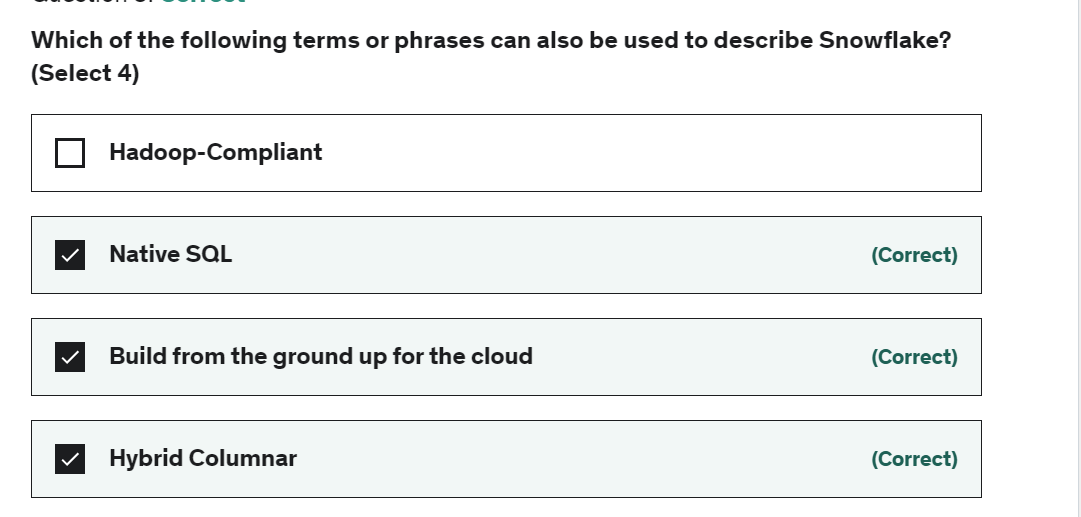 Correct
Which of the following terms or phrases can also be used to describe Snowflake?
(Select 4)
Hadoop-Compliant
Native SQL (Correct)
Build from the ground up for the cloud (Correct)
Hybrid Columnar (Correct)